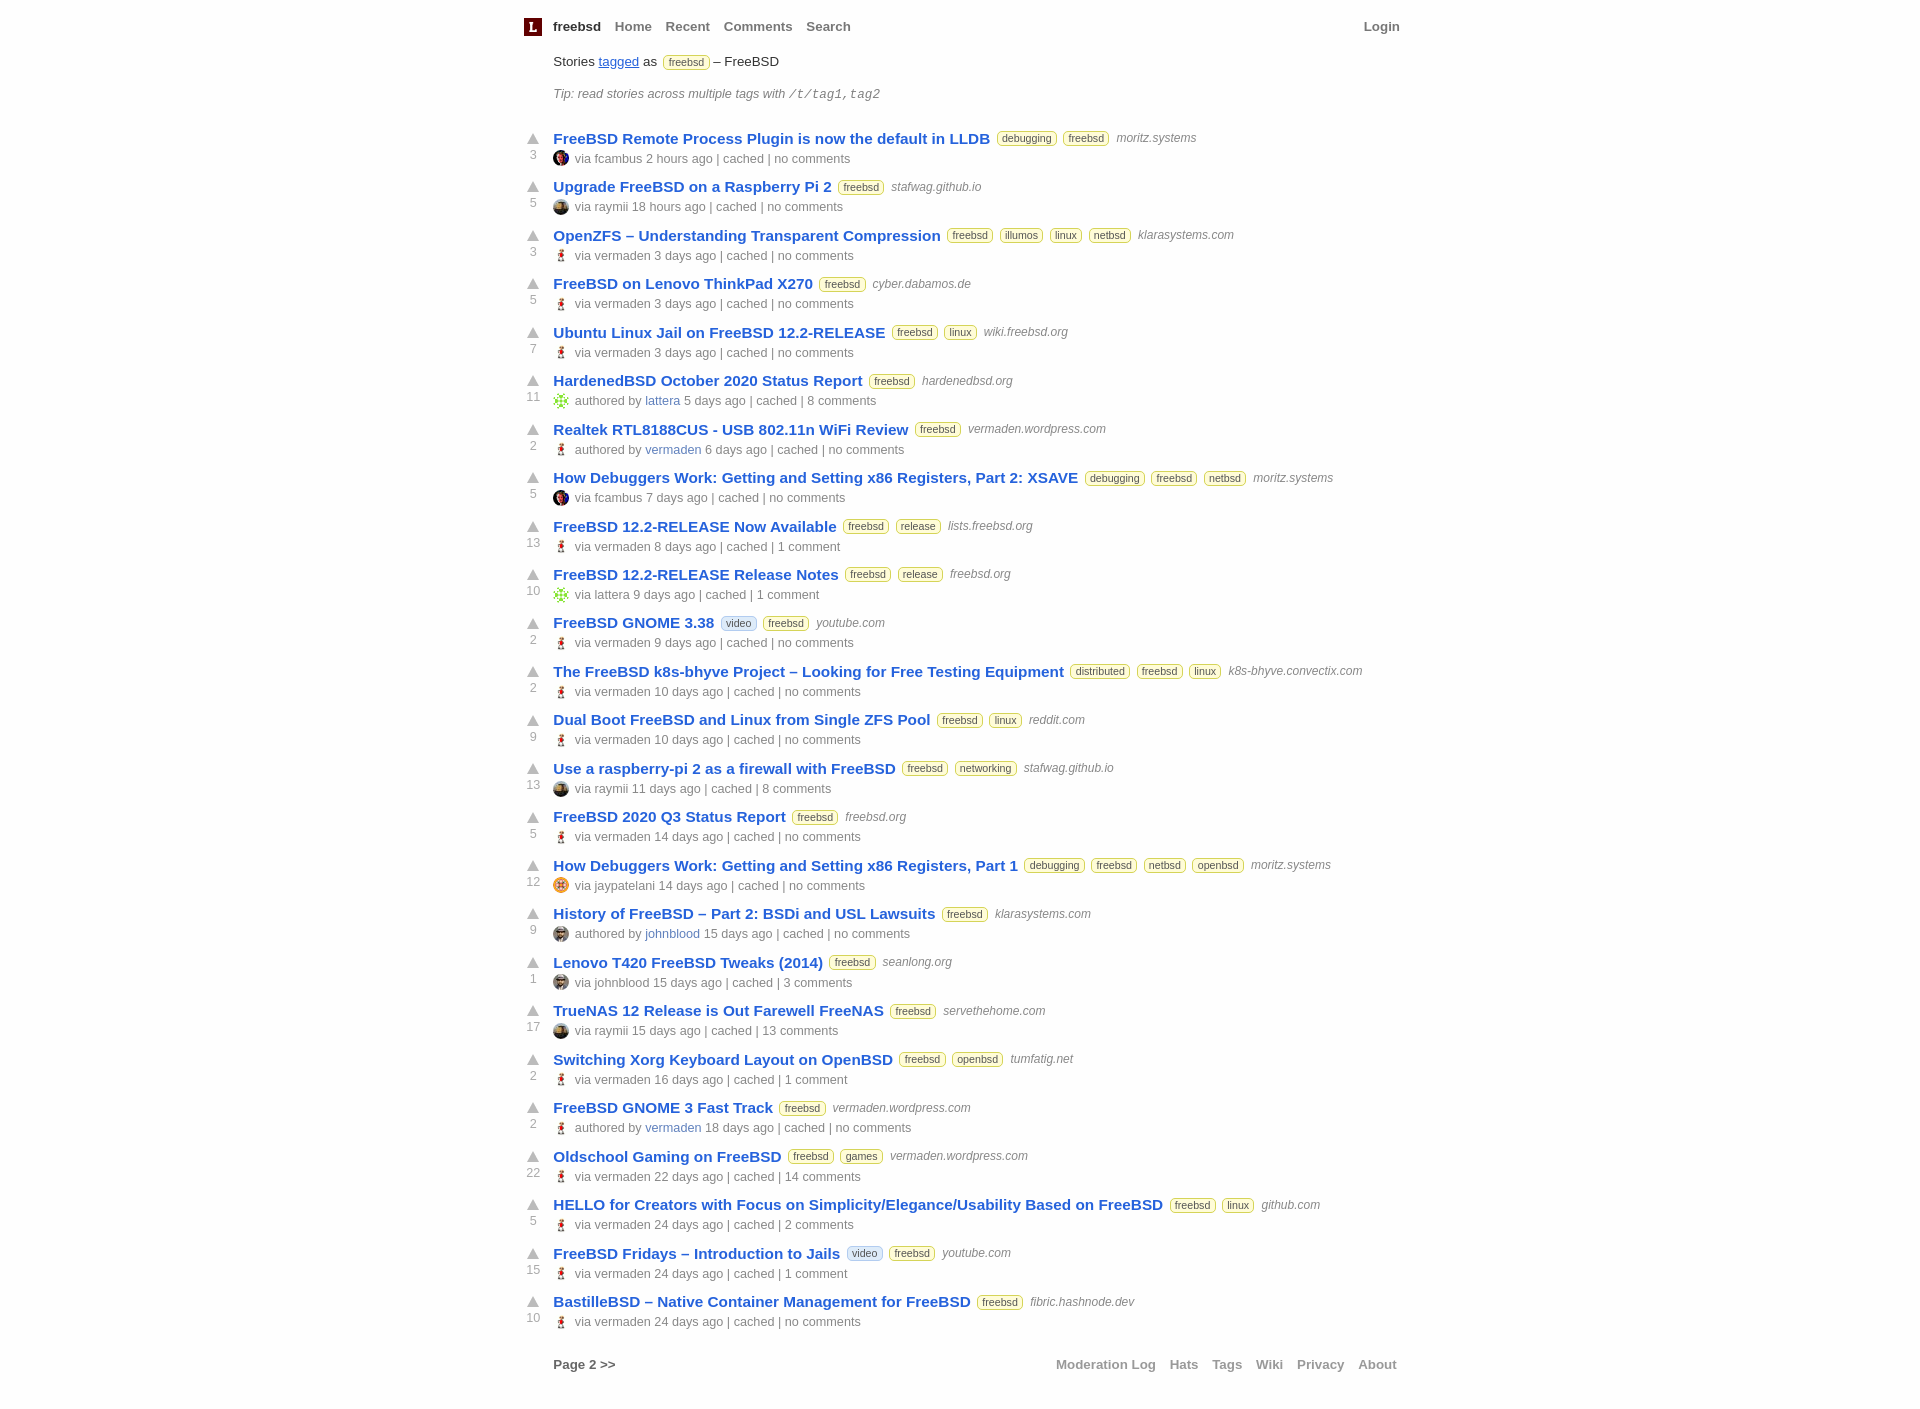 L freebsd Home Recent Comments Search Login
Stories tagged as freebsd – FreeBSD
Tip: read stories across multiple tags with /t/tag1,tag2
FreeBSD Remote Process Plugin is now the default in LLDB debugging freebsd moritz.systems
3 via fcambus 2 hours ago | cached | no comments
Upgrade FreeBSD on a Raspberry Pi 2 freebsd stafwag.github.io
5 via raymii 18 hours ago | cached | no comments
OpenZFS – Understanding Transparent Compression freebsd illumos linux netbsd klarasystems.com
3 via vermaden 3 days ago | cached | no comments
FreeBSD on Lenovo ThinkPad X270 freebsd cyber.dabamos.de
5 via vermaden 3 days ago | cached | no comments
Ubuntu Linux Jail on FreeBSD 12.2-RELEASE freebsd linux wiki.freebsd.org
7 via vermaden 3 days ago | cached | no comments
HardenedBSD October 2020 Status Report freebsd hardenedbsd.org
11 authored by lattera 5 days ago | cached | 8 comments
Realtek RTL8188CUS - USB 802.11n WiFi Review freebsd vermaden.wordpress.com
2 authored by vermaden 6 days ago | cached | no comments
How Debuggers Work: Getting and Setting x86 Registers, Part 2: XSAVE debugging freebsd netbsd moritz.systems
5 via fcambus 7 days ago | cached | no comments
FreeBSD 12.2-RELEASE Now Available freebsd release lists.freebsd.org
13 via vermaden 8 days ago | cached | 1 comment
FreeBSD 12.2-RELEASE Release Notes freebsd release freebsd.org
10 via lattera 9 days ago | cached | 1 comment
FreeBSD GNOME 3.38 video freebsd youtube.com
2 via vermaden 9 days ago | cached | no comments
The FreeBSD k8s-bhyve Project – Looking for Free Testing Equipment distributed freebsd linux k8s-bhyve.convectix.com
2 via vermaden 10 days ago | cached | no comments
Dual Boot FreeBSD and Linux from Single ZFS Pool freebsd linux reddit.com
9 via vermaden 10 days ago | cached | no comments
Use a raspberry-pi 2 as a firewall with FreeBSD freebsd networking stafwag.github.io
13 via raymii 11 days ago | cached | 8 comments
FreeBSD 2020 Q3 Status Report freebsd freebsd.org
5 via vermaden 14 days ago | cached | no comments
How Debuggers Work: Getting and Setting x86 Registers, Part 1 debugging freebsd netbsd openbsd moritz.systems
12 via jaypatelani 14 days ago | cached | no comments
History of FreeBSD – Part 2: BSDi and USL Lawsuits freebsd klarasystems.com
9 authored by johnblood 15 days ago | cached | no comments
Lenovo T420 FreeBSD Tweaks (2014) freebsd seanlong.org
1 via johnblood 15 days ago | cached | 3 comments
TrueNAS 12 Release is Out Farewell FreeNAS freebsd servethehome.com
17 via raymii 15 days ago | cached | 13 comments
Switching Xorg Keyboard Layout on OpenBSD freebsd openbsd tumfatig.net
2 via vermaden 16 days ago | cached | 1 comment
FreeBSD GNOME 3 Fast Track freebsd vermaden.wordpress.com
2 authored by vermaden 18 days ago | cached | no comments
Oldschool Gaming on FreeBSD freebsd games vermaden.wordpress.com
22 via vermaden 22 days ago | cached | 14 comments
HELLO for Creators with Focus on Simplicity/Elegance/Usability Based on FreeBSD freebsd linux github.com
5 via vermaden 24 days ago | cached | 2 comments
FreeBSD Fridays – Introduction to Jails video freebsd youtube.com
15 via vermaden 24 days ago | cached | 1 comment
BastilleBSD – Native Container Management for FreeBSD freebsd fibric.hashnode.dev
10 via vermaden 24 days ago | cached | no comments
Page 2 >> Moderation Log Hats Tags Wiki Privacy About